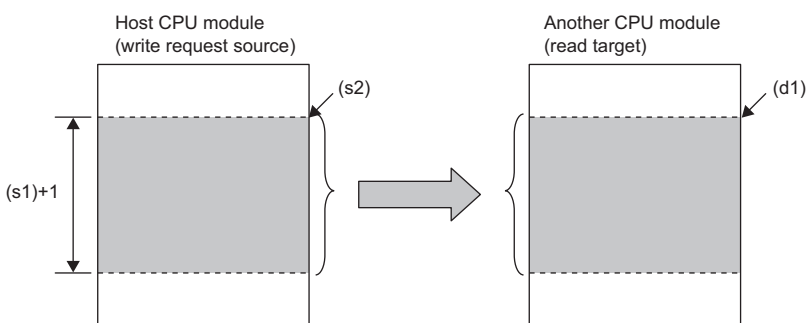 Host CPU module
(write request source)
Another CPU module
(read target)
(s2)
(d1)
(s1)+1